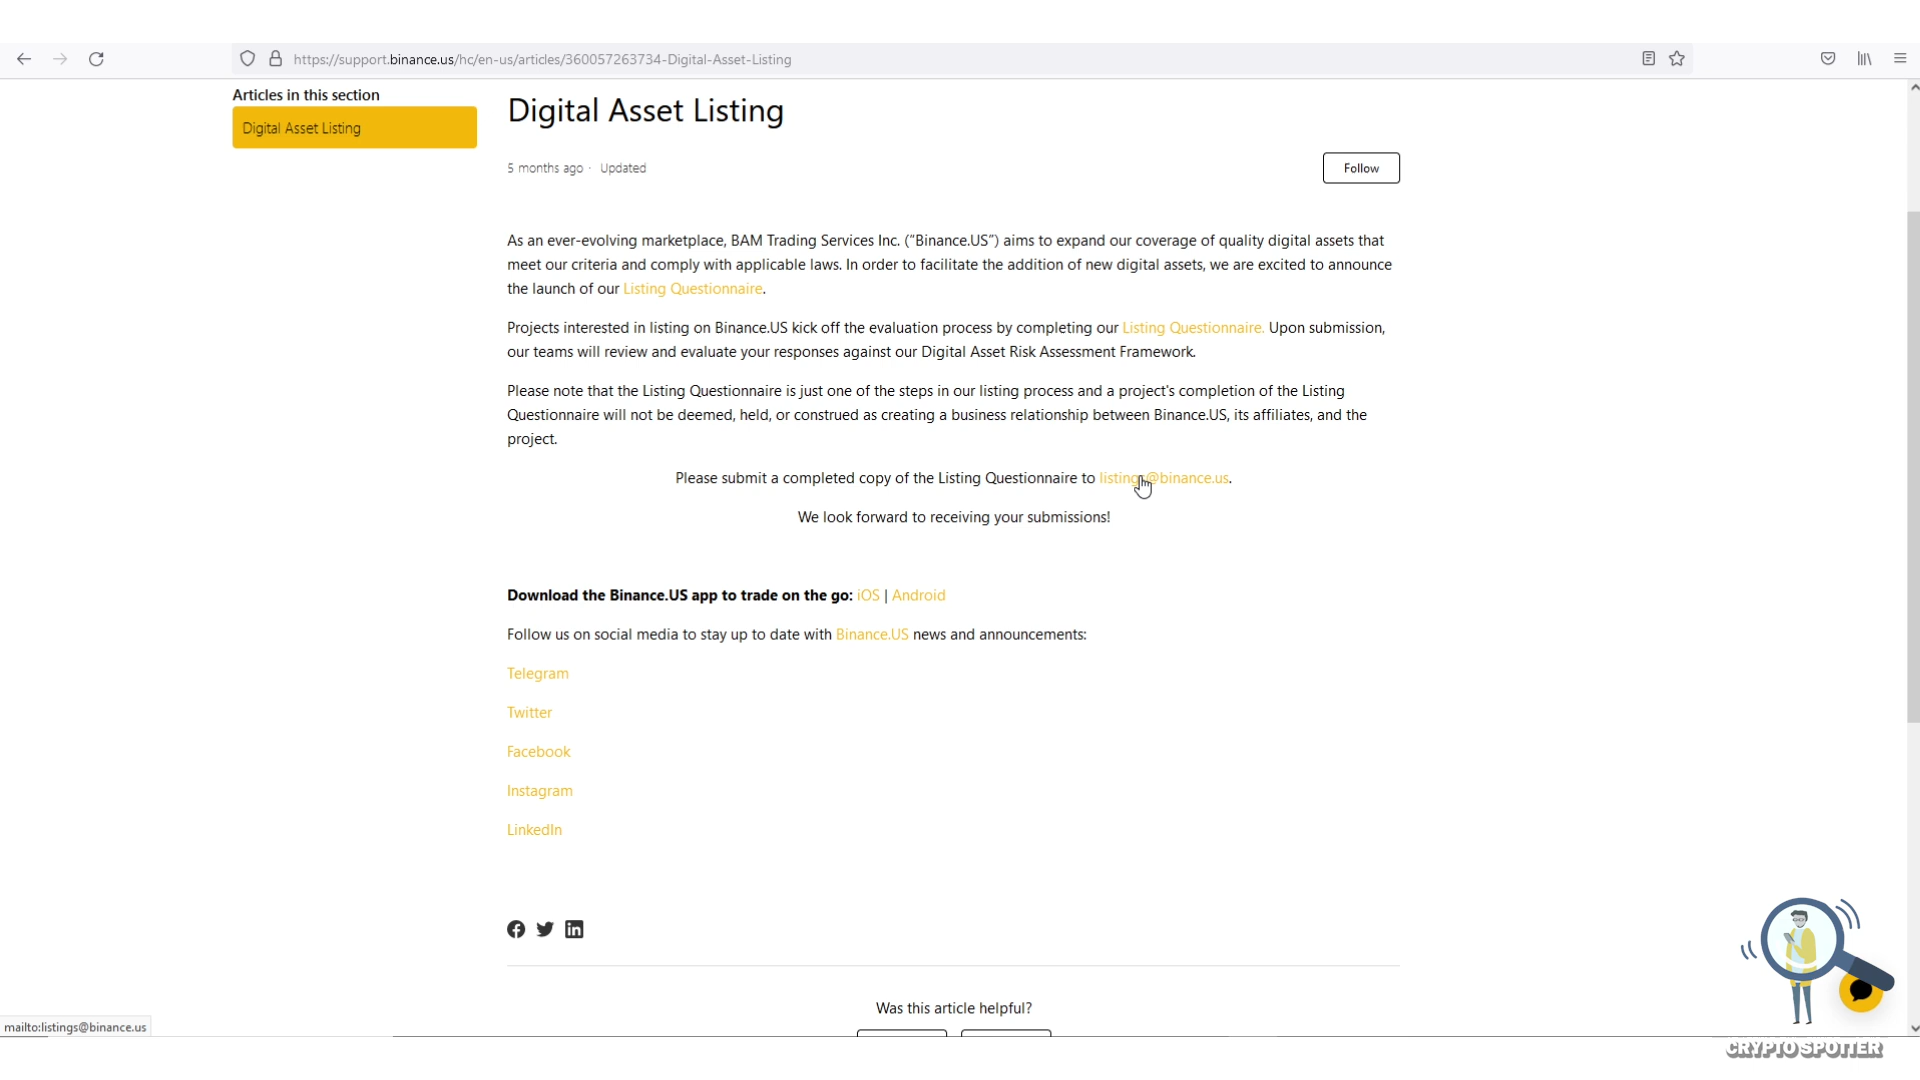 https://support.binance.us/hc/en-us/articles/360057263734-Digital-Asset-Listing
Articles in this section
Digital Asset Listing
Digital Asset Listing
5 months ago · Updated
Follow
As an ever-evolving marketplace, BAM Trading Services Inc. (“Binance.US”) aims to expand our coverage of quality digital assets that
meet our criteria and comply with applicable laws. In order to facilitate the addition of new digital assets, we are excited to announce
the launch of our Listing Questionnaire.
Projects interested in listing on Binance.US kick off the evaluation process by completing our Listing Questionnaire. Upon submission,
our teams will review and evaluate your responses against our Digital Asset Risk Assessment Framework.
Please note that the Listing Questionnaire is just one of the steps in our listing process and a project's completion of the Listing
Questionnaire will not be deemed, held, or construed as creating a business relationship between Binance.US, its affiliates, and the
project.
Please submit a completed copy of the Listing Questionnaire to listings@binance.us.
We look forward to receiving your submissions!
Download the Binance.US app to trade on the go: iOS | Android
Follow us on social media to stay up to date with Binance.US news and announcements:
Telegram
Twitter
Facebook
Instagram
LinkedIn
Was this article helpful?
mailto:listings@binance.us
CRYPTO SPOTTER